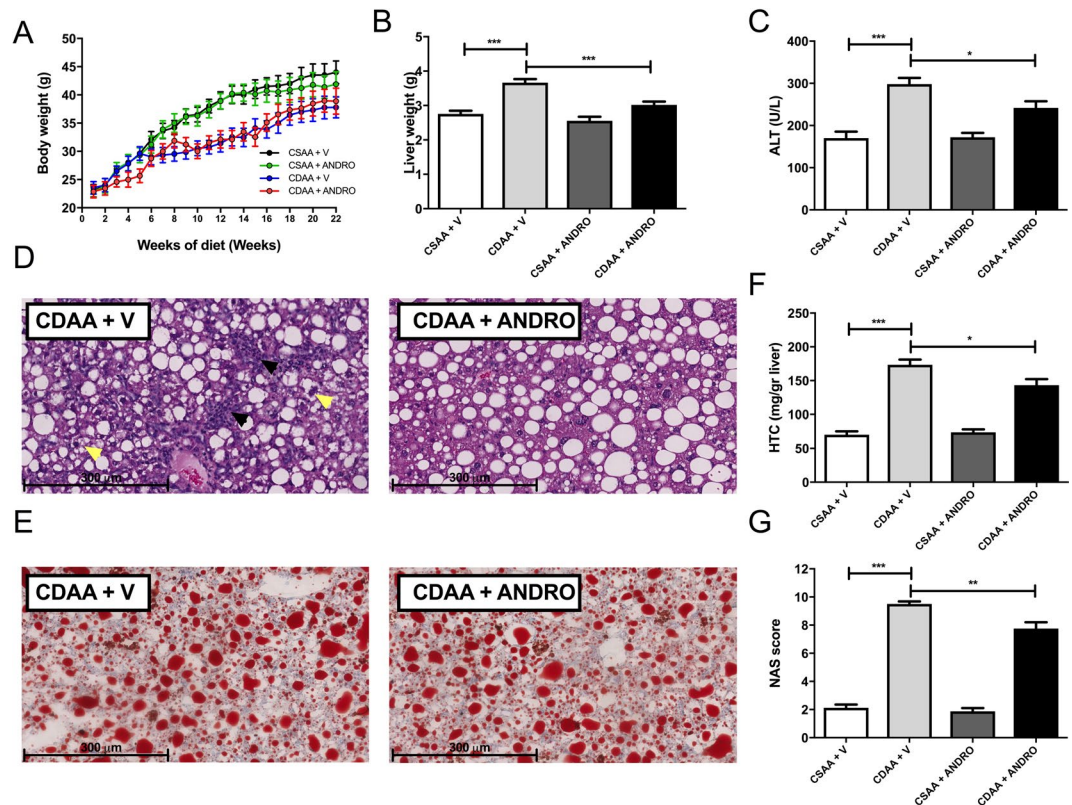 A
Body weight (g)
50
45
40
35
30
25
20
0 2 4 6 8 10 12 14 16 18 20 22
Weeks of diet (Weeks)
CSAA + V
CSAA + ANDRO
CDAA + V
CDAA + ANDRO
B
Liver weight (g)
5
4
3
2
1
0
***
***
CSAA + V
CDAA + V
CSAA + ANDRO
CDAA + ANDRO
C
ALT (U/L)
400
300
200
100
0
***
*
CSAA + V
CDAA + V
CSAA + ANDRO
CDAA + ANDRO
D
CDAA + V
300 µm
CDAA + ANDRO
300 µm
E
CDAA + V
300 µm
CDAA + ANDRO
300 µm
F
HTC (mg/gr liver)
250
200
150
100
50
0
***
*
CSAA + V
CDAA + V
CSAA + ANDRO
CDAA + ANDRO
G
NAS score
12
10
8
6
4
2
0
***
**
CSAA + V
CDAA + V
CSAA + ANDRO
CDAA + ANDRO